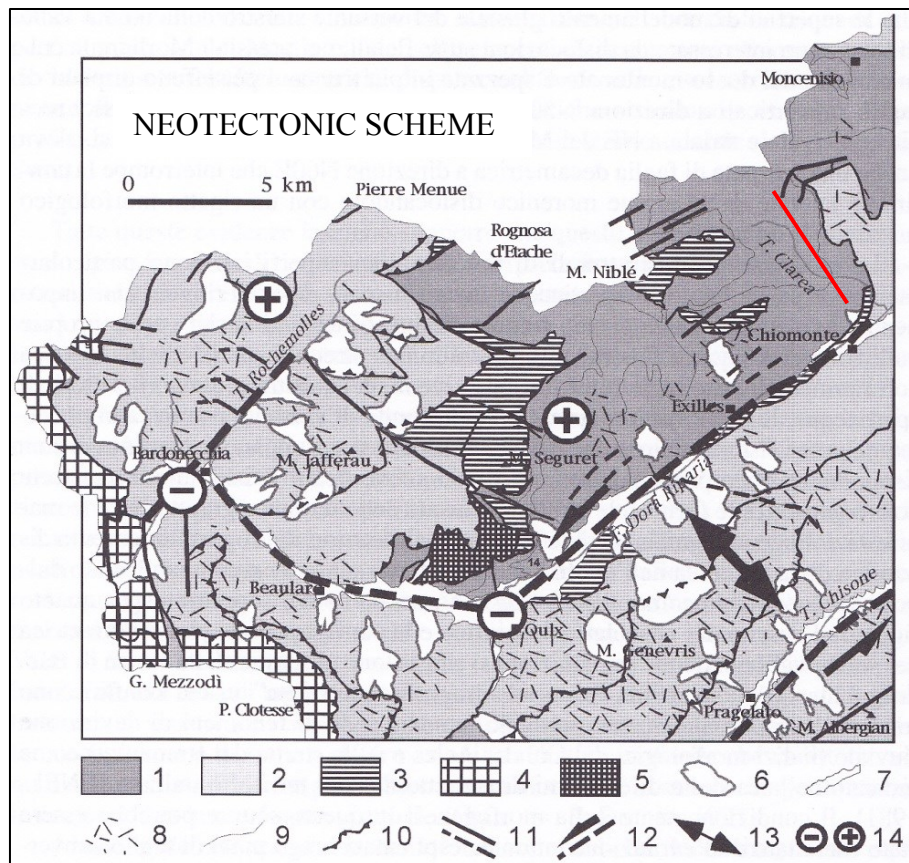 Moncenisio
NEOTECTONIC SCHEME
0
5 km
Pierre Menue
Rognosa
d'Etache
M. Niblé
T. Clarea
Chiomonte
T. Rochemolles
Exilles
Bardonecchia
M. Jafferau
M. Seguret
F. Dora Riparia
14
Beaular
Oulx
T. Chisone
M. Genevris
G. Mezzodì
P. Clotesse
Pragelato
M. Albergian
1
2
3
4
5
6
7
8
9
10
11
12
13
14